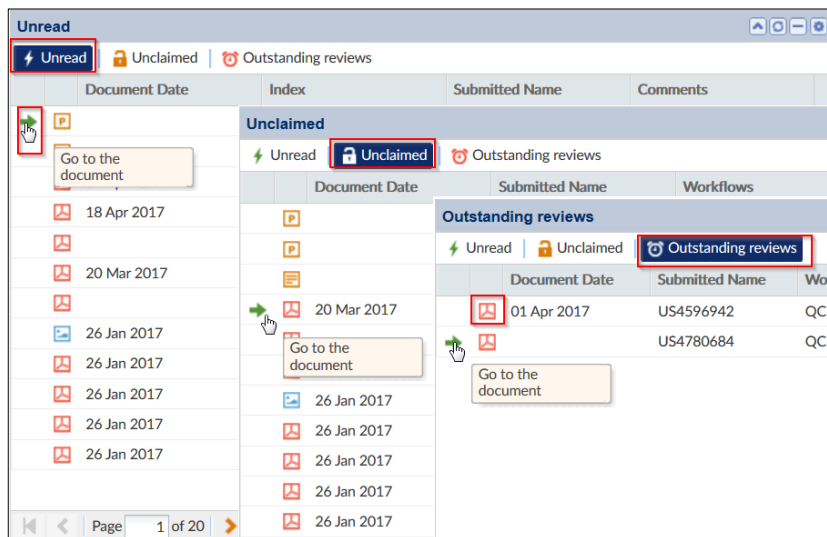 Unread
Unread
Unclaimed
Outstanding reviews
Document Date
Index
Submitted Name
Comments
P
Go to the
document
18 Apr 2017
20 Mar 2017
26 Jan 2017
26 Jan 2017
26 Jan 2017
26 Jan 2017
26 Jan 2017
Page
1
of 20
Unclaimed
Unread
Unclaimed
Outstanding reviews
Document Date
Submitted Name
Workflows
P
P
20 Mar 2017
Go to the
document
26 Jan 2017
26 Jan 2017
26 Jan 2017
26 Jan 2017
26 Jan 2017
Outstanding reviews
Unread
Unclaimed
Outstanding reviews
Document Date
Submitted Name
Wo
01 Apr 2017
US4596942
QC
US4780684
QC
Go to the
document